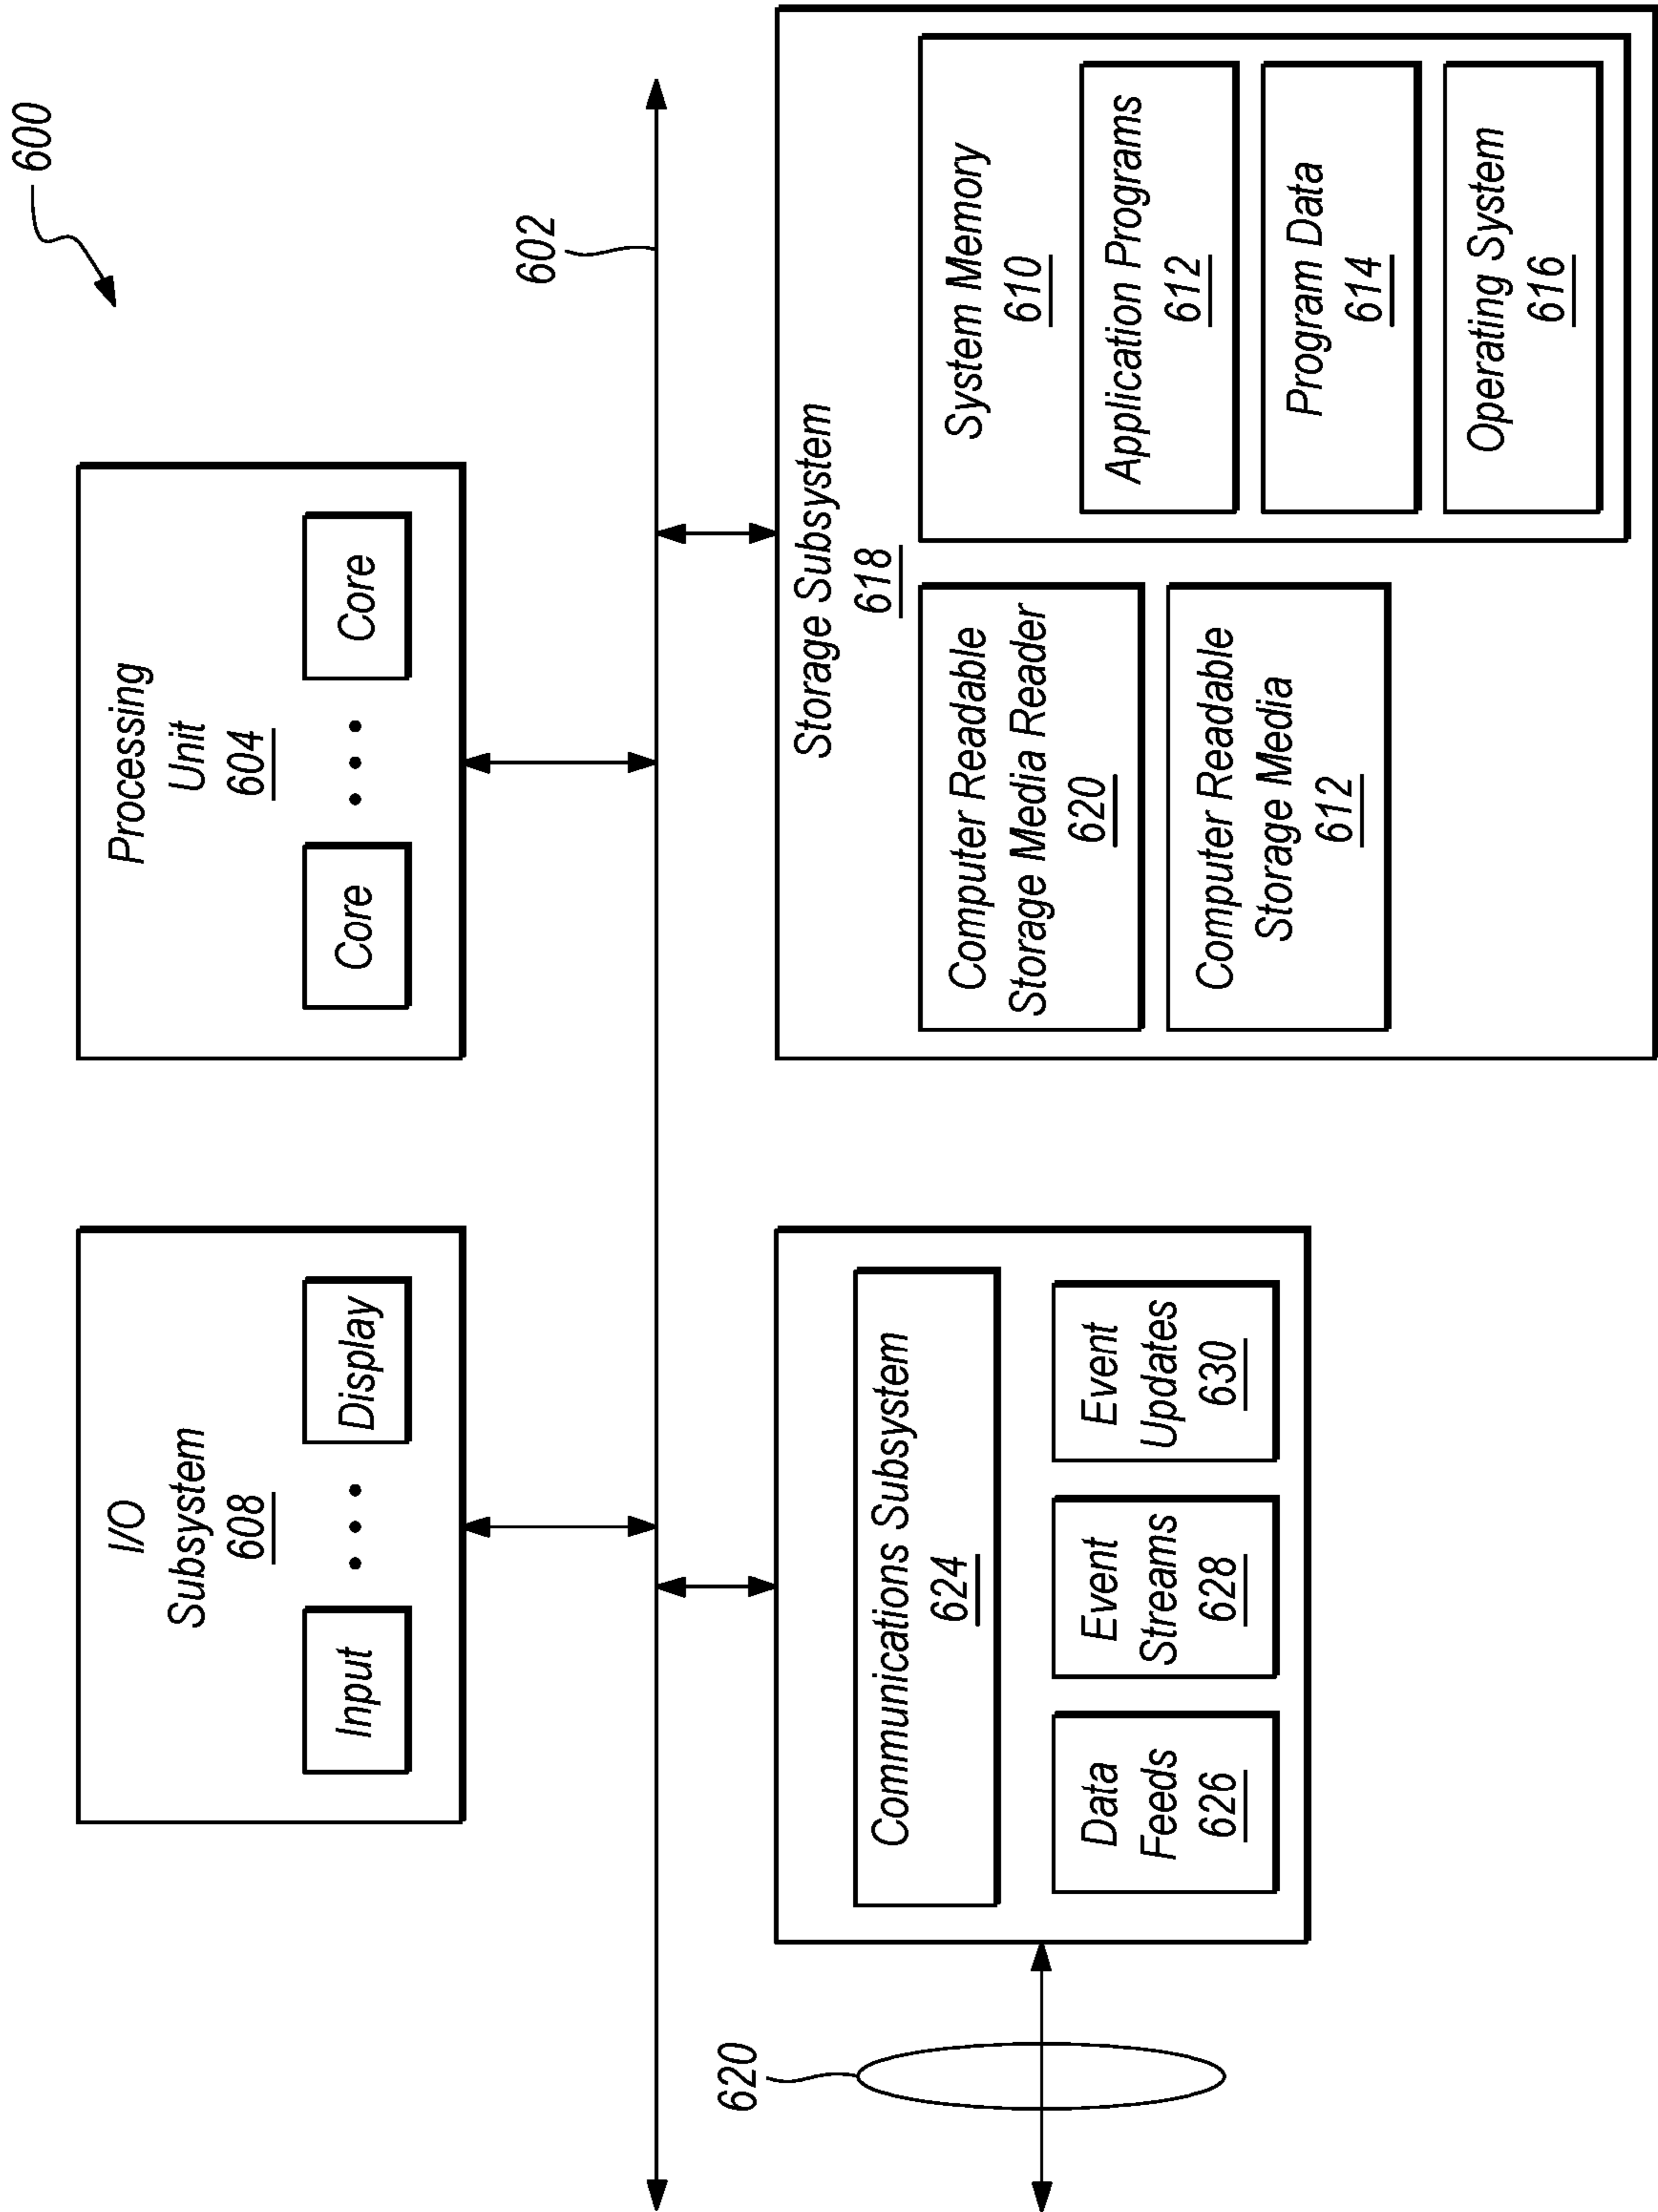 600
I/O
Subsystem
608
Input
Display
Processing
Unit
604
Core
Core
602
Communications Subsystem
624
Data
Feeds
626
Event
Streams
628
Event
Updates
630
620
Storage Subsystem
618
Computer Readable
Storage Media Reader
620
Computer Readable
Storage Media
612
System Memory
610
Application Programs
612
Program Data
614
Operating System
616